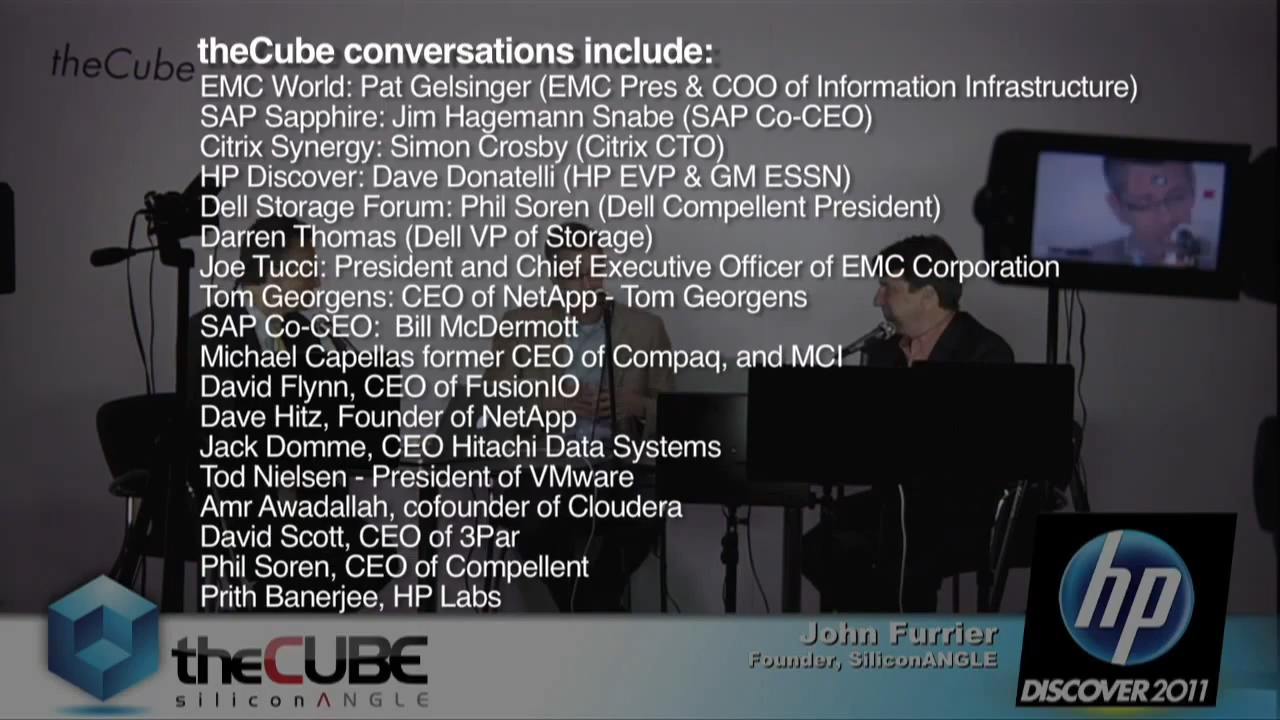 theCube
theCube conversations include:
EMC World: Pat Gelsinger (EMC Pres & COO of Information Infrastructure)
SAP Sapphire: Jim Hagemann Snabe (SAP Co-CEO)
Citrix Synergy: Simon Crosby (Citrix CTO)
HP Discover: Dave Donatelli (HP EVP & GM ESSN)
Dell Storage Forum: Phil Soren (Dell Compellent President)
Darren Thomas (Dell VP of Storage)
Joe Tucci: President and Chief Executive Officer of EMC Corporation
Tom Georgens: CEO of NetApp - Tom Georgens
SAP Co-CEO:  Bill McDermott
Michael Capellas former CEO of Compaq, and MCI
David Flynn, CEO of FusionIO
Dave Hitz, Founder of NetApp
Jack Domme, CEO Hitachi Data Systems
Tod Nielsen - President of VMware
Amr Awadallah, cofounder of Cloudera
David Scott, CEO of 3Par
Phil Soren, CEO of Compellent
Prith Banerjee, HP Labs
theCUBE
siliconANGLE
John Furrier
Founder, SiliconANGLE
hp
DISCOVER 2011